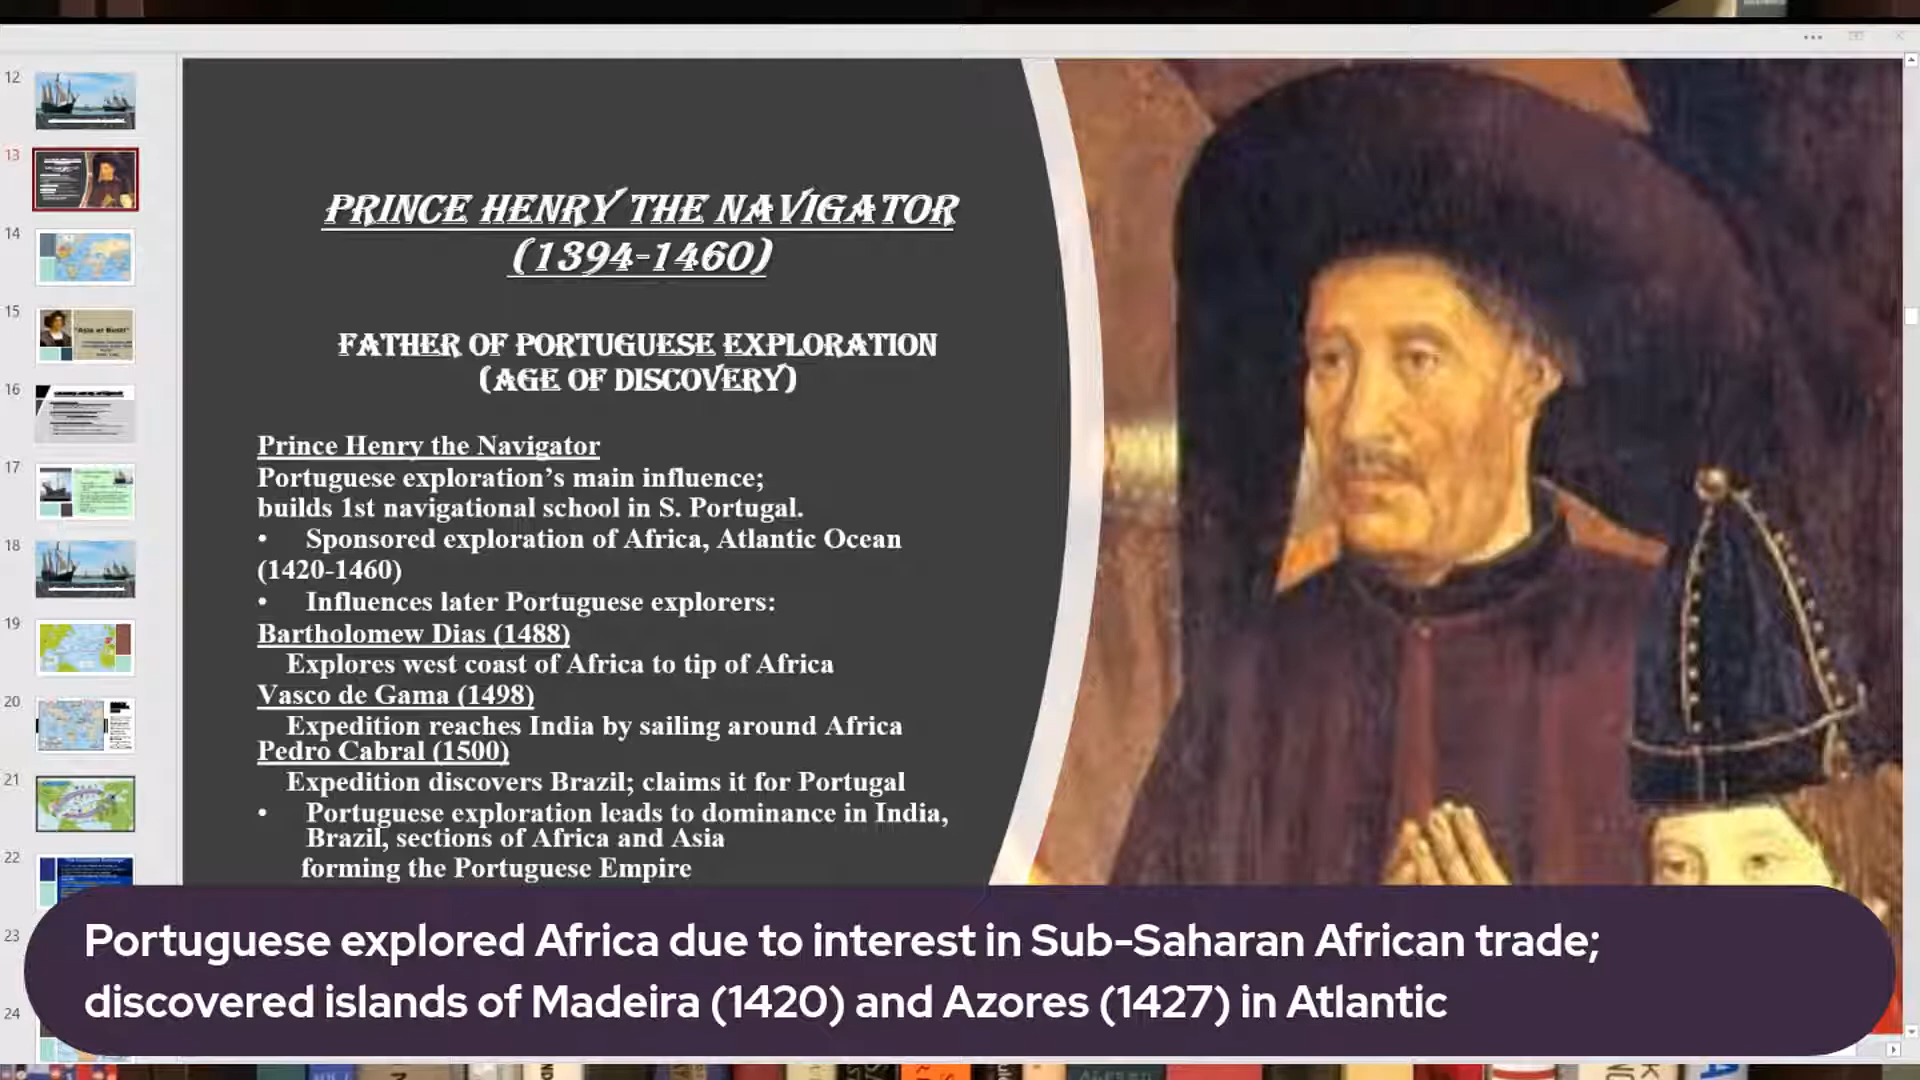 12
13
14
15
"Asia or Bust!"
16
17
18
19
20
21
22
23
24
PRINCE HENRY THE NAVIGATOR
(1394-1460)
FATHER OF PORTUGUESE EXPLORATION
(AGE OF DISCOVERY)
Prince Henry the Navigator
Portuguese exploration's main influence;
builds 1st navigational school in S. Portugal.
• Sponsored exploration of Africa, Atlantic Ocean
(1420-1460)
• Influences later Portuguese explorers:
Bartholomew Dias (1488)
Explores west coast of Africa to tip of Africa
Vasco de Gama (1498)
Expedition reaches India by sailing around Africa
Pedro Cabral (1500)
Expedition discovers Brazil; claims it for Portugal
• Portuguese exploration leads to dominance in India,
Brazil, sections of Africa and Asia
forming the Portuguese Empire
Portuguese explored Africa due to interest in Sub-Saharan African trade;
discovered islands of Madeira (1420) and Azores (1427) in Atlantic